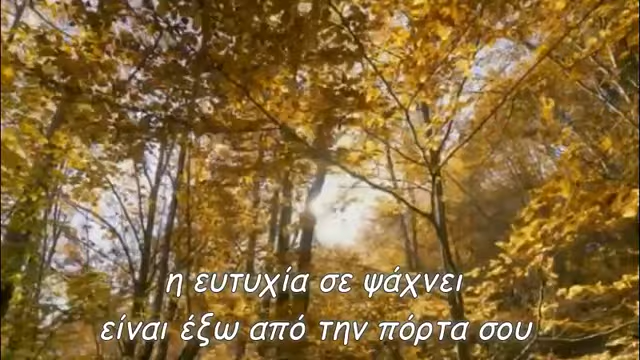 η ευτυχία σε ψάχνει
είναι έξω από την πόρτα σου